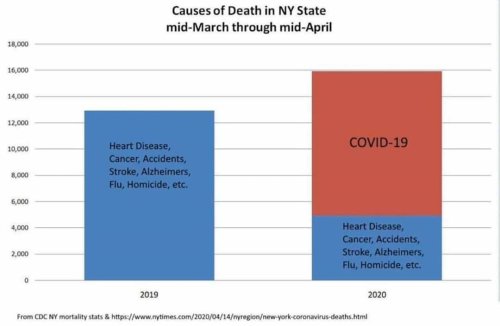 Causes of Death in NY State
mid-March through mid-April
18,000
16,000
14,000
12,000
10,000
8,000
6,000
4,000
2,000
0
Heart Disease,
Cancer, Accidents,
Stroke, Alzheimers,
Flu, Homicide, etc.
COVID-19
Heart Disease,
Cancer, Accidents,
Stroke, Alzheimers,
Flu, Homicide, etc.
2019
2020
From CDC NY mortality stats & https://www.nytimes.com/2020/04/14/nyregion/new-york-coronavirus-deaths.html